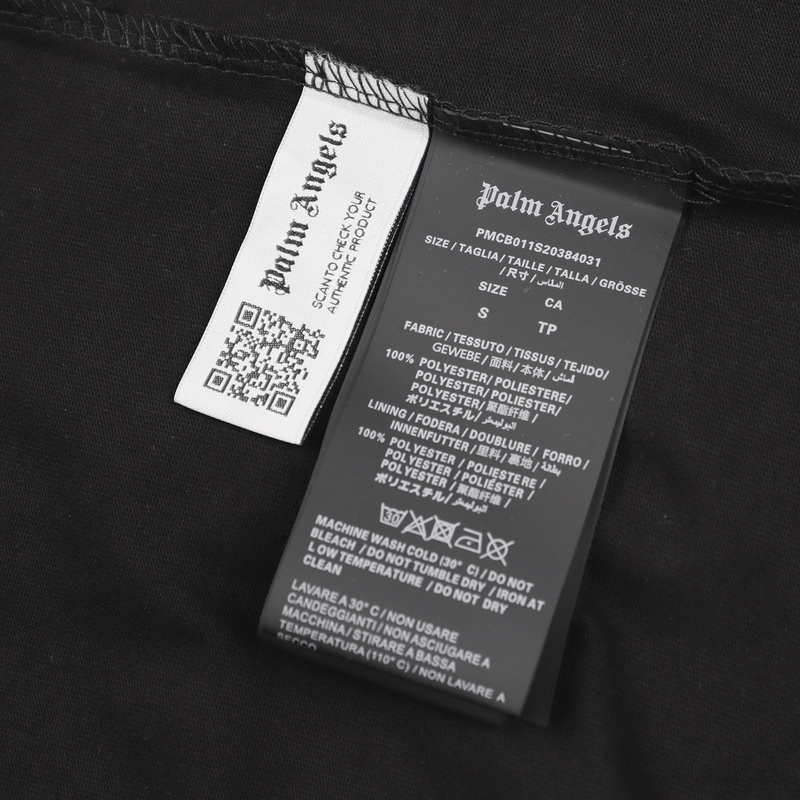 Palm Angels
SCAN TO CHECK YOUR
AUTHENTIC PRODUCT
Palm Angels
PMCB011S20384031
SIZE / TAGLIA / TAILLE / TALLA / GRÖSSE
/ 尺寸 / المقاس
SIZE CA
S TP
FABRIC / TESSUTO / TISSUS / TEJIDO/
GEWEBE / 面料 / 本体 / قماش
100% POLYESTER / POLIESTERE/
POLYESTER / POLIÉSTER/
POLYESTER / 聚酯纤维 /
ポリエステル / البوليستر
LINING / FODERA / DOUBLURE / FORRO /
INNENFUTTER / 里料 / 裏地 / بطانة
100% POLYESTER / POLIESTERE /
POLYESTER / POLIÉSTER /
POLYESTER / 聚酯纤维 /
ポリエステル / البوليستر
30
MACHINE WASH COLD (30° C) / DO NOT
BLEACH / DO NOT TUMBLE DRY / IRON AT
LOW TEMPERATURE / DO NOT DRY
CLEAN
LAVARE A 30° C / NON USARE
CANDEGGIANTI / NON ASCIUGARE A
MACCHINA / STIRARE A BASSA
TEMPERATURA (110° C) / NON LAVARE A
SECCO